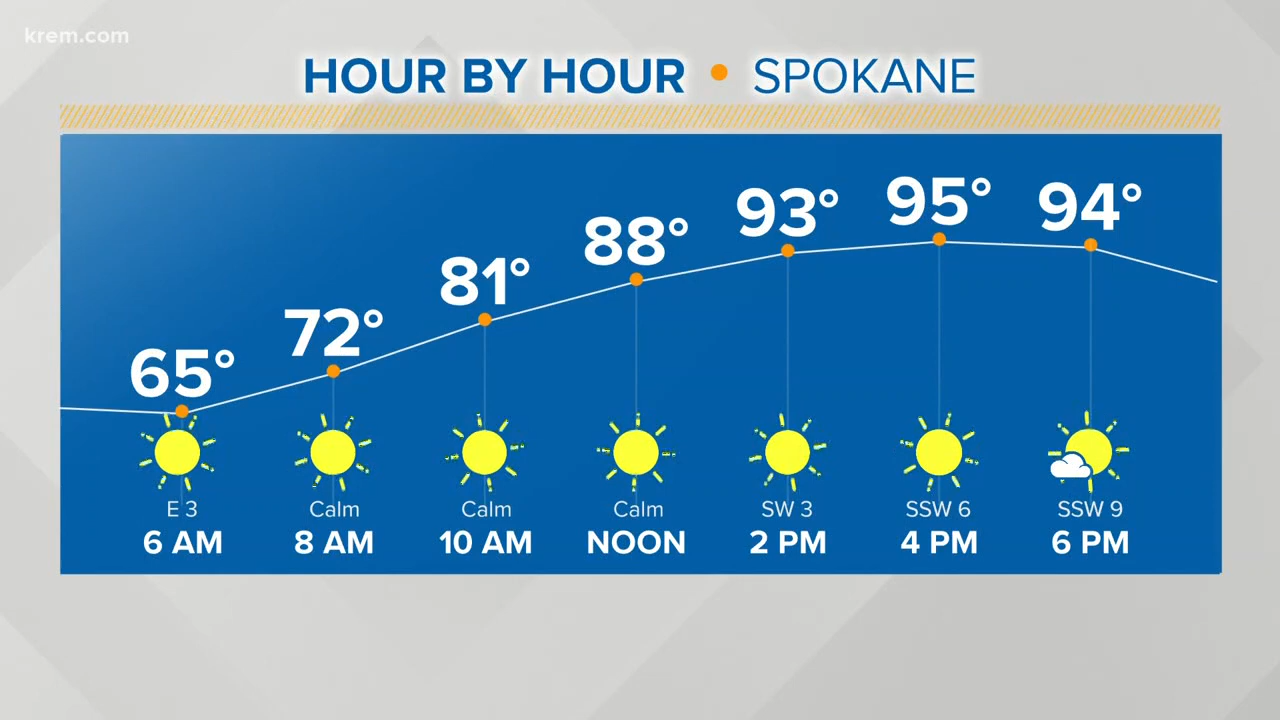 krem.com
HOUR BY HOUR • SPOKANE
65° 72° 81° 88° 93° 95° 94°
E 3 Calm Calm Calm SW 3 SSW 6 SSW 9
6 AM 8 AM 10 AM NOON 2 PM 4 PM 6 PM